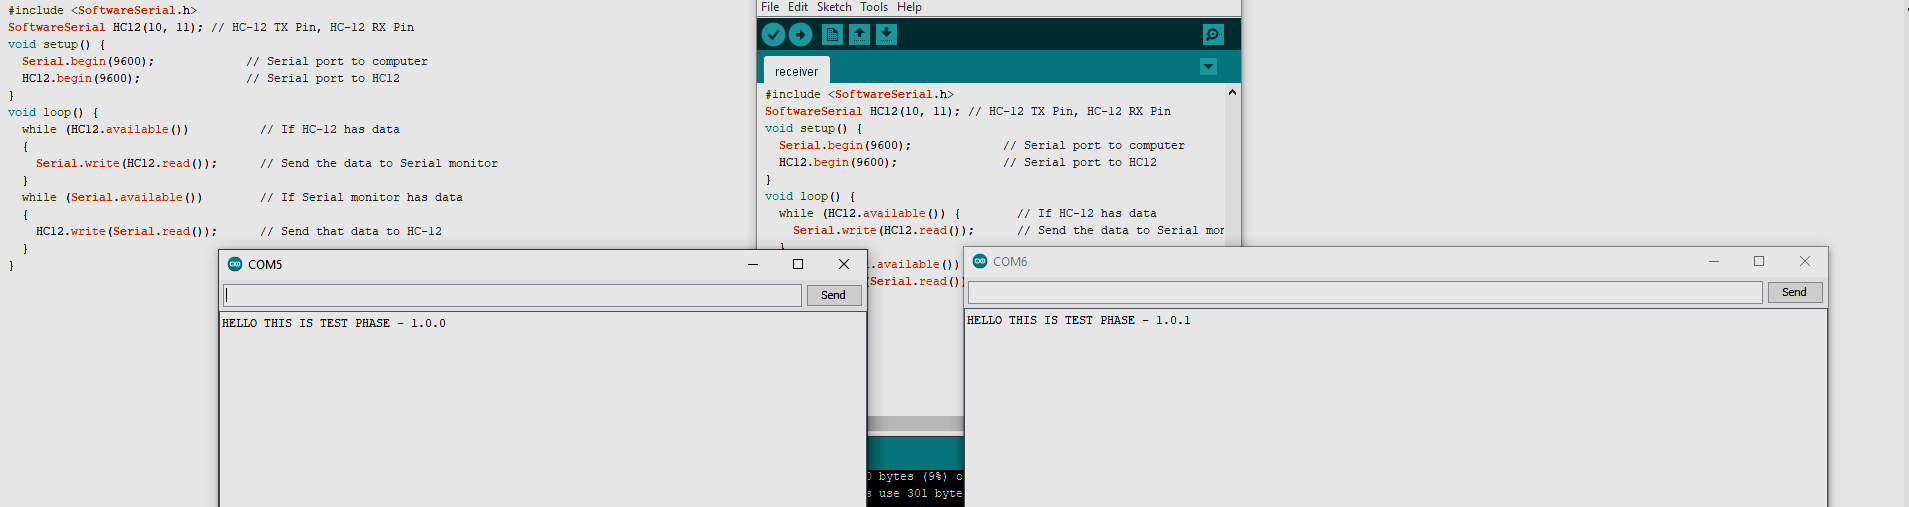 #include <SoftwareSerial.h>
SoftwareSerial HC12(10, 11); // HC-12 TX Pin, HC-12 RX Pin
void setup() {
  Serial.begin(9600);             // Serial port to computer
  HC12.begin(9600);               // Serial port to HC12
}
void loop() {
  while (HC12.available())          // If HC-12 has data
  {
    Serial.write(HC12.read());      // Send the data to Serial monitor
  }
  while (Serial.available())        // If Serial monitor has data
  {
    HC12.write(Serial.read());      // Send that data to HC-12
  }
}
File Edit Sketch Tools Help
receiver
#include <SoftwareSerial.h>
SoftwareSerial HC12(10, 11); // HC-12 TX Pin, HC-12 RX Pin
void setup() {
  Serial.begin(9600);             // Serial port to computer
  HC12.begin(9600);               // Serial port to HC12
}
void loop() {
  while (HC12.available()) {        // If HC-12 has data
    Serial.write(HC12.read());      // Send the data to Serial mor
  }
.available())
(Serial.read())
bytes (9%) o
s use 301 byte
COM5
Send
HELLO THIS IS TEST PHASE - 1.0.0
COM6
Send
HELLO THIS IS TEST PHASE - 1.0.1